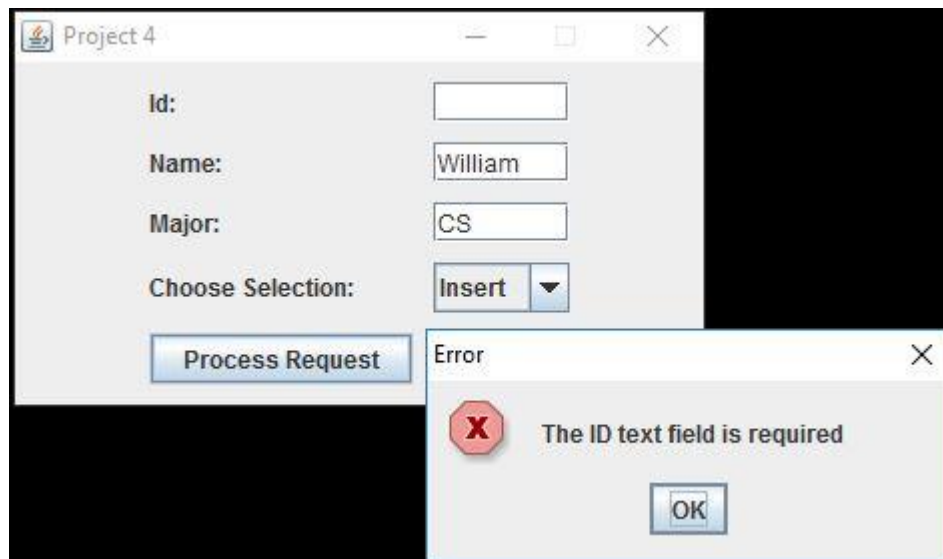 Project 4
Id:
Name: William
Major: CS
Choose Selection: Insert
Process Request
Error
The ID text field is required
OK